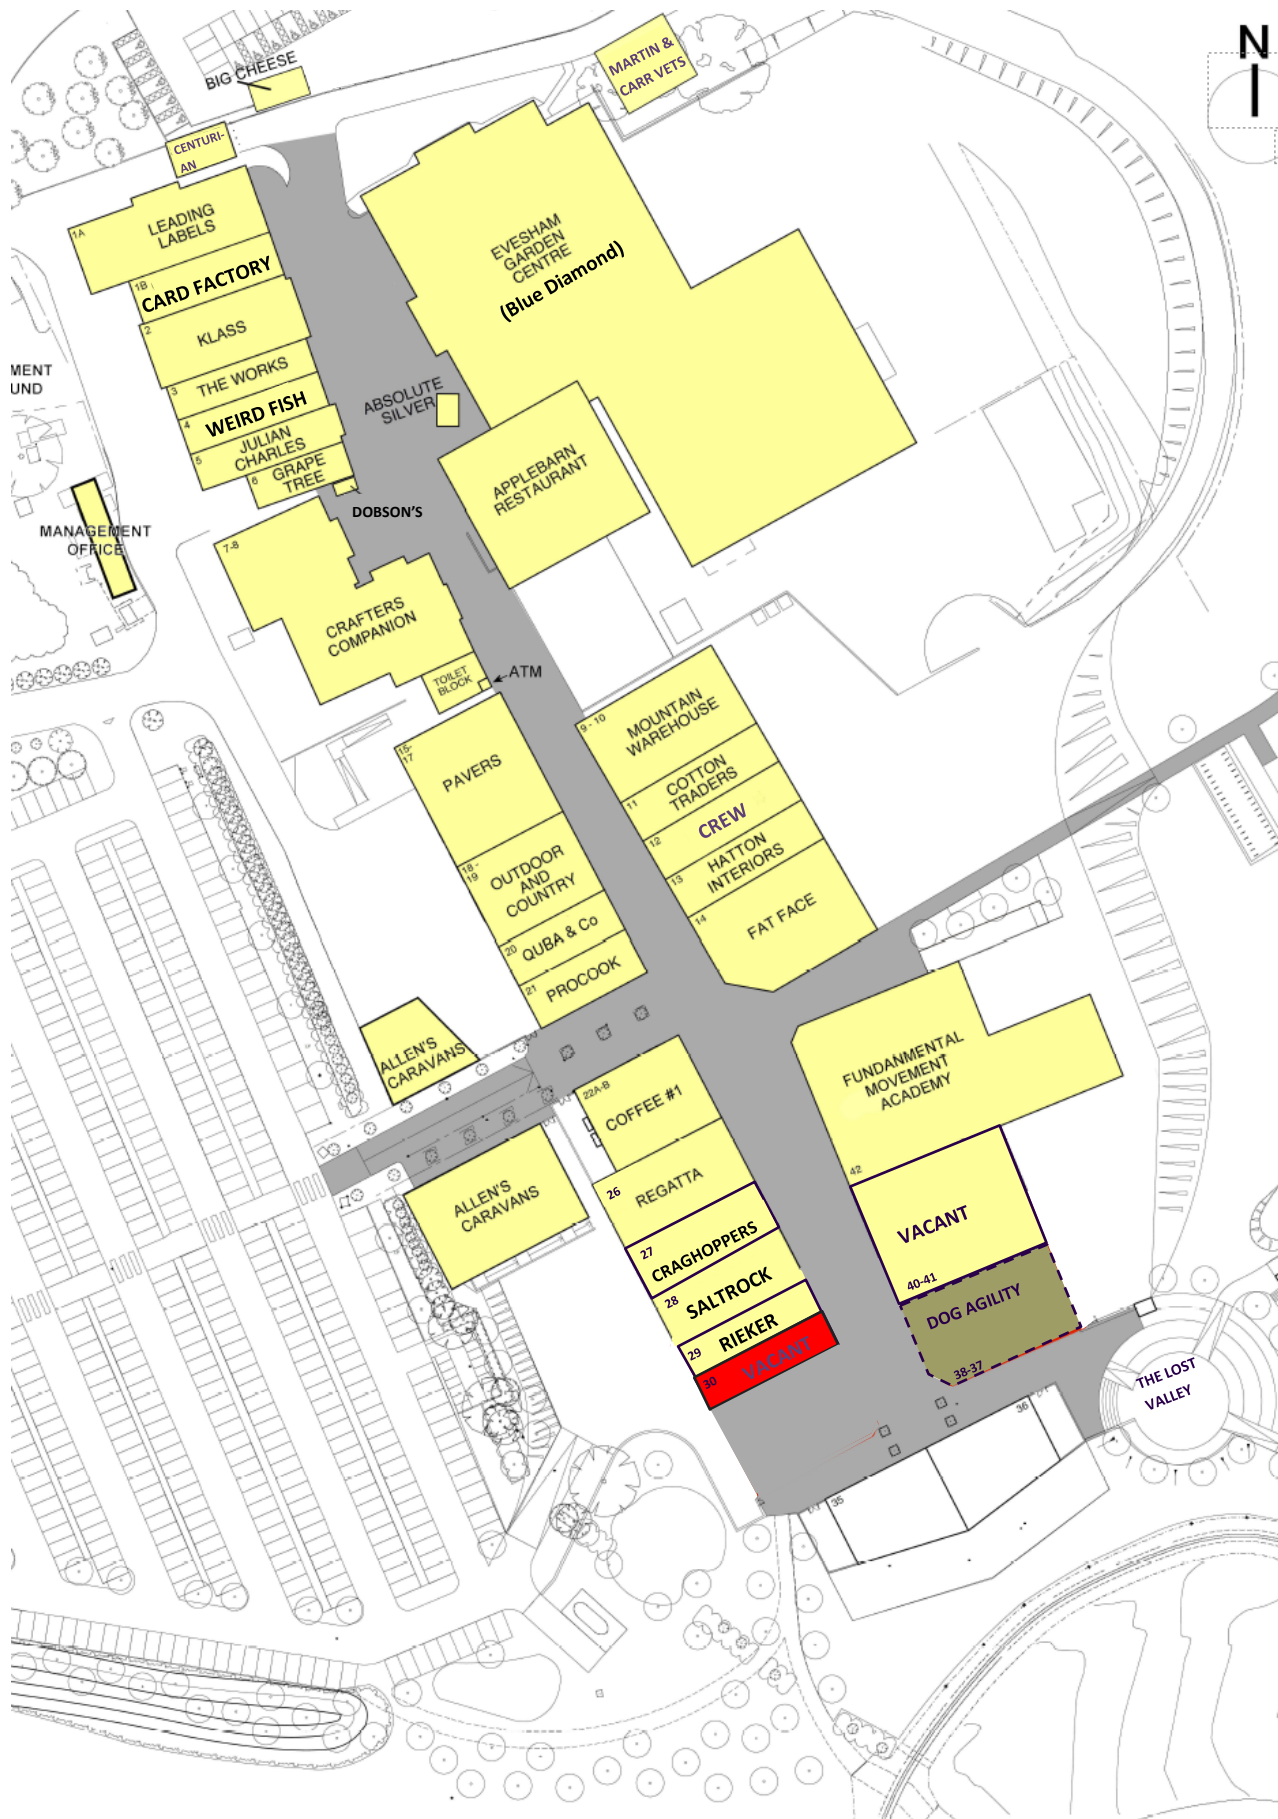 N
MARTIN &
CARR VETS
BIG CHEESE
CENTURI-
AN
1A
LEADING
LABELS
1B
CARD FACTORY
2
KLASS
3
THE WORKS
4
WEIRD FISH
5
JULIAN
CHARLES
6
GRAPE
TREE
DOBSON'S
EVESHAM
GARDEN
CENTRE
(Blue Diamond)
ABSOLUTE
SILVER
APPLEBARN
RESTAURANT
MENT
UND
MANAGEMENT
OFFICE
7-8
CRAFTERS
COMPANION
TOILET
BLOCK
ATM
15-
17
PAVERS
18 -
19
OUTDOOR
AND
COUNTRY
20
QUBA & Co
21
PROCOOK
9 - 10
MOUNTAIN
WAREHOUSE
11
COTTON
TRADERS
12
CREW
13
HATTON
INTERIORS
14
FAT FACE
ALLEN'S
CARAVANS
ALLEN'S
CARAVANS
22A-B
COFFEE #1
26
REGATTA
27
CRAGHOPPERS
28
SALTROCK
29
RIEKER
30
VACANT
FUNDANMENTAL
MOVEMENT
ACADEMY
42
VACANT
40-41
DOG AGILITY
38-37
THE LOST
VALLEY
36
35